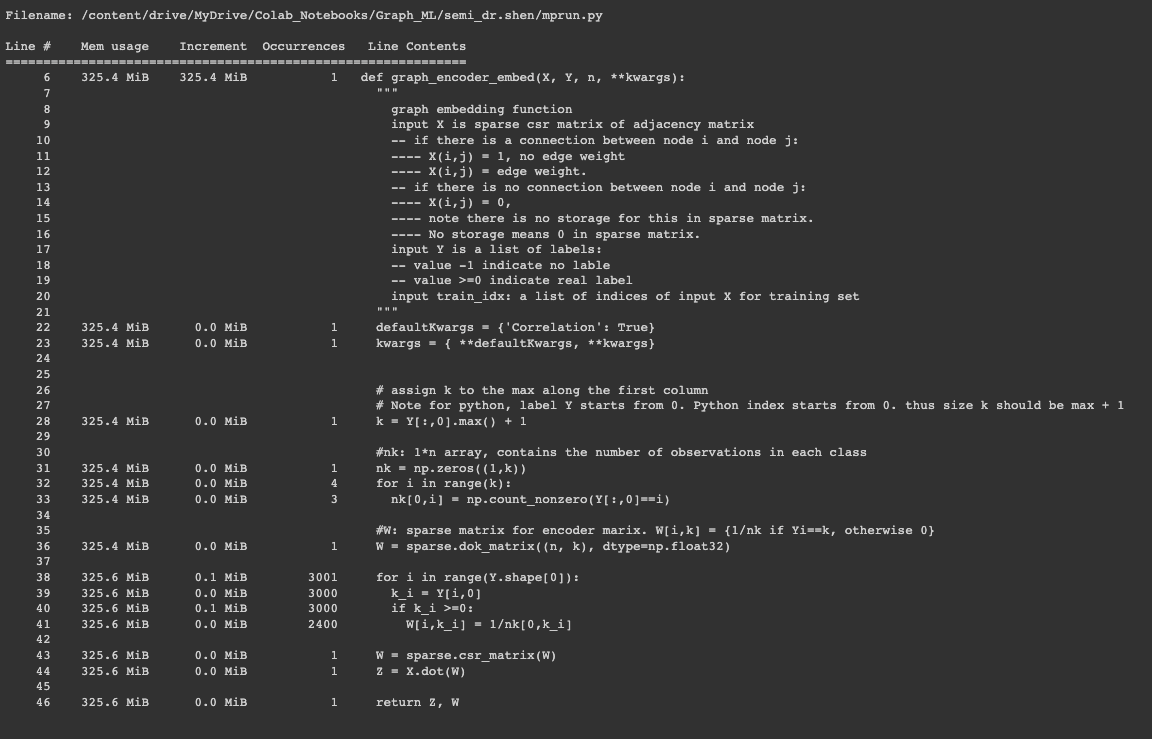 Filename: /content/drive/MyDrive/Colab_Notebooks/Graph_ML/semi_dr.shen/mprun.py

Line #    Mem usage    Increment  Occurrences   Line Contents
=============================================================
     6    325.4 MiB    325.4 MiB           1   def graph_encoder_embed(X, Y, n, **kwargs):
     7                                           """
     8                                             graph embedding function
     9                                             input X is sparse csr matrix of adjacency matrix
    10                                             -- if there is a connection between node i and node j:
    11                                             ---- X(i,j) = 1, no edge weight
    12                                             ---- X(i,j) = edge weight.
    13                                             -- if there is no connection between node i and node j:
    14                                             ---- X(i,j) = 0,
    15                                             ---- note there is no storage for this in sparse matrix.
    16                                             ---- No storage means 0 in sparse matrix.
    17                                             input Y is a list of labels:
    18                                             -- value -1 indicate no lable
    19                                             -- value >=0 indicate real label
    20                                             input train_idx: a list of indices of input X for training set
    21                                           """
    22    325.4 MiB      0.0 MiB           1     defaultKwargs = {'Correlation': True}
    23    325.4 MiB      0.0 MiB           1     kwargs = { **defaultKwargs, **kwargs}
    24
    25
    26                                           # assign k to the max along the first column
    27                                           # Note for python, label Y starts from 0. Python index starts from 0. thus size k should be max + 1
    28    325.4 MiB      0.0 MiB           1     k = Y[:,0].max() + 1
    29
    30                                           #nk: 1*n array, contains the number of observations in each class
    31    325.4 MiB      0.0 MiB           1     nk = np.zeros((1,k))
    32    325.4 MiB      0.0 MiB           4     for i in range(k):
    33    325.4 MiB      0.0 MiB           3       nk[0,i] = np.count_nonzero(Y[:,0]==i)
    34
    35                                           #W: sparse matrix for encoder marix. W[i,k] = {1/nk if Yi==k, otherwise 0}
    36    325.4 MiB      0.0 MiB           1     W = sparse.dok_matrix((n, k), dtype=np.float32)
    37
    38    325.6 MiB      0.1 MiB        3001     for i in range(Y.shape[0]):
    39    325.6 MiB      0.0 MiB        3000       k_i = Y[i,0]
    40    325.6 MiB      0.1 MiB        3000       if k_i >=0:
    41    325.6 MiB      0.0 MiB        2400         W[i,k_i] = 1/nk[0,k_i]
    42
    43    325.6 MiB      0.0 MiB           1     W = sparse.csr_matrix(W)
    44    325.6 MiB      0.0 MiB           1     Z = X.dot(W)
    45
    46    325.6 MiB      0.0 MiB           1     return Z, W